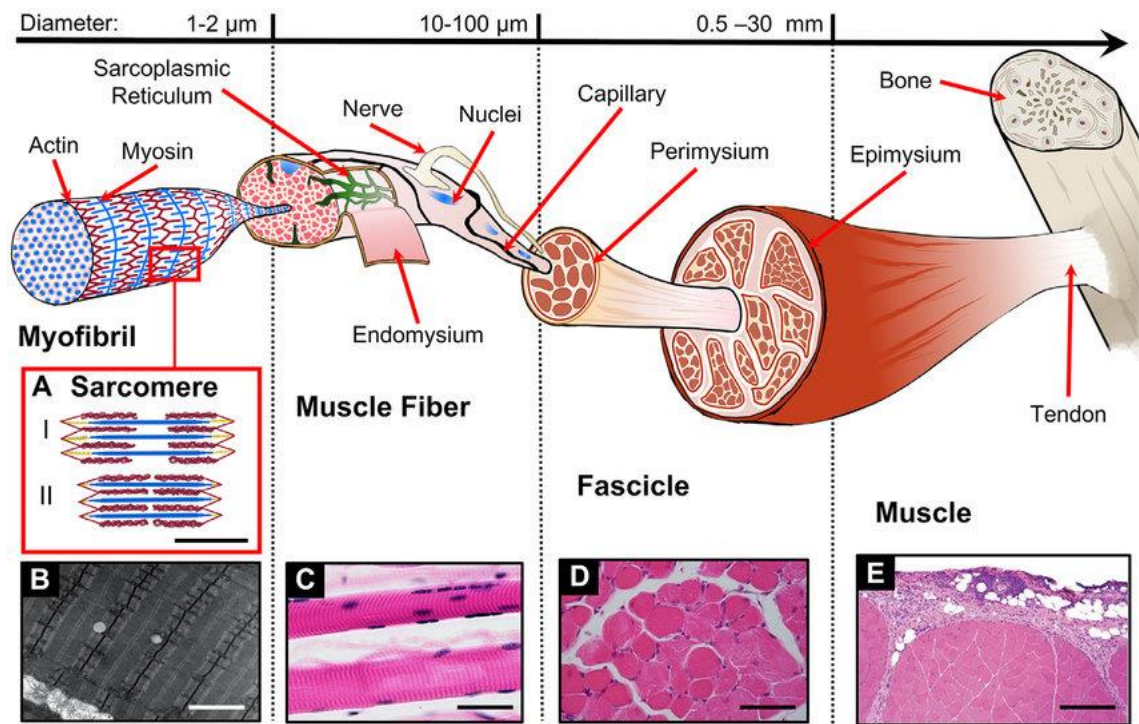 Diameter: 1-2 µm 10-100 µm 0.5 –30 mm
Sarcoplasmic
Reticulum
Bone
Nerve
Nuclei
Capillary
Actin
Myosin
Perimysium
Epimysium
Endomysium
Myofibril
A Sarcomere
I
II
Muscle Fiber
Tendon
Fascicle
Muscle
B
C
D
E